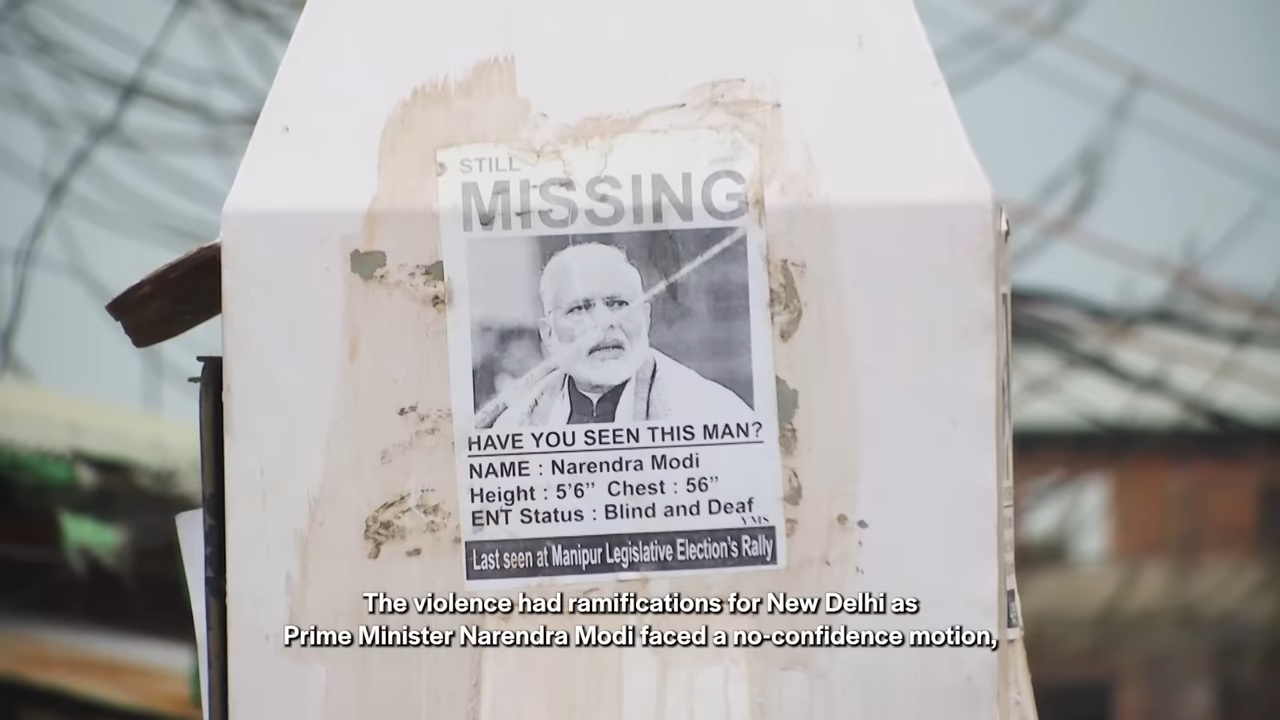 STILL
MISSING
HAVE YOU SEEN THIS MAN?
NAME : Narendra Modi
Height : 5'6” Chest : 56”
ENT Status : Blind and Deaf
YMS
Last seen at Manipur Legislative Election's Rally
The violence had ramifications for New Delhi as
Prime Minister Narendra Modi faced a no-confidence motion,